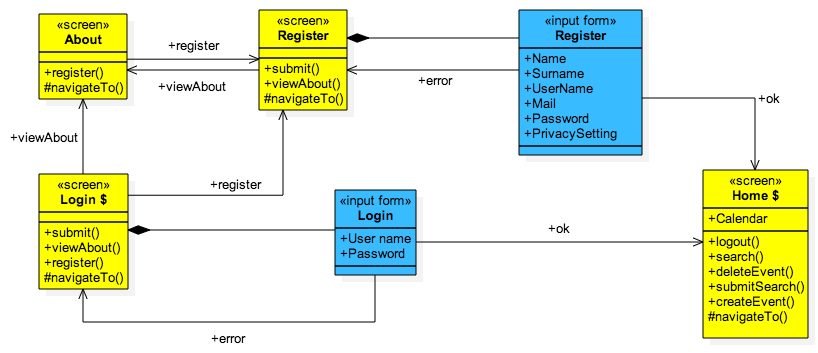 «screen»
About
+register()
#navigateTo()
+register
+viewAbout
«screen»
Register
+submit()
+viewAbout()
#navigateTo()
+error
«input form»
Register
+Name
+Surname
+UserName
+Mail
+Password
+PrivacySetting
+ok
+viewAbout
+register
«screen»
Login $
+submit()
+viewAbout()
+register()
#navigateTo()
«input form»
Login
+User name
+Password
+ok
+error
«screen»
Home $
+Calendar
+logout()
+search()
+deleteEvent()
+submitSearch()
+createEvent()
#navigateTo()